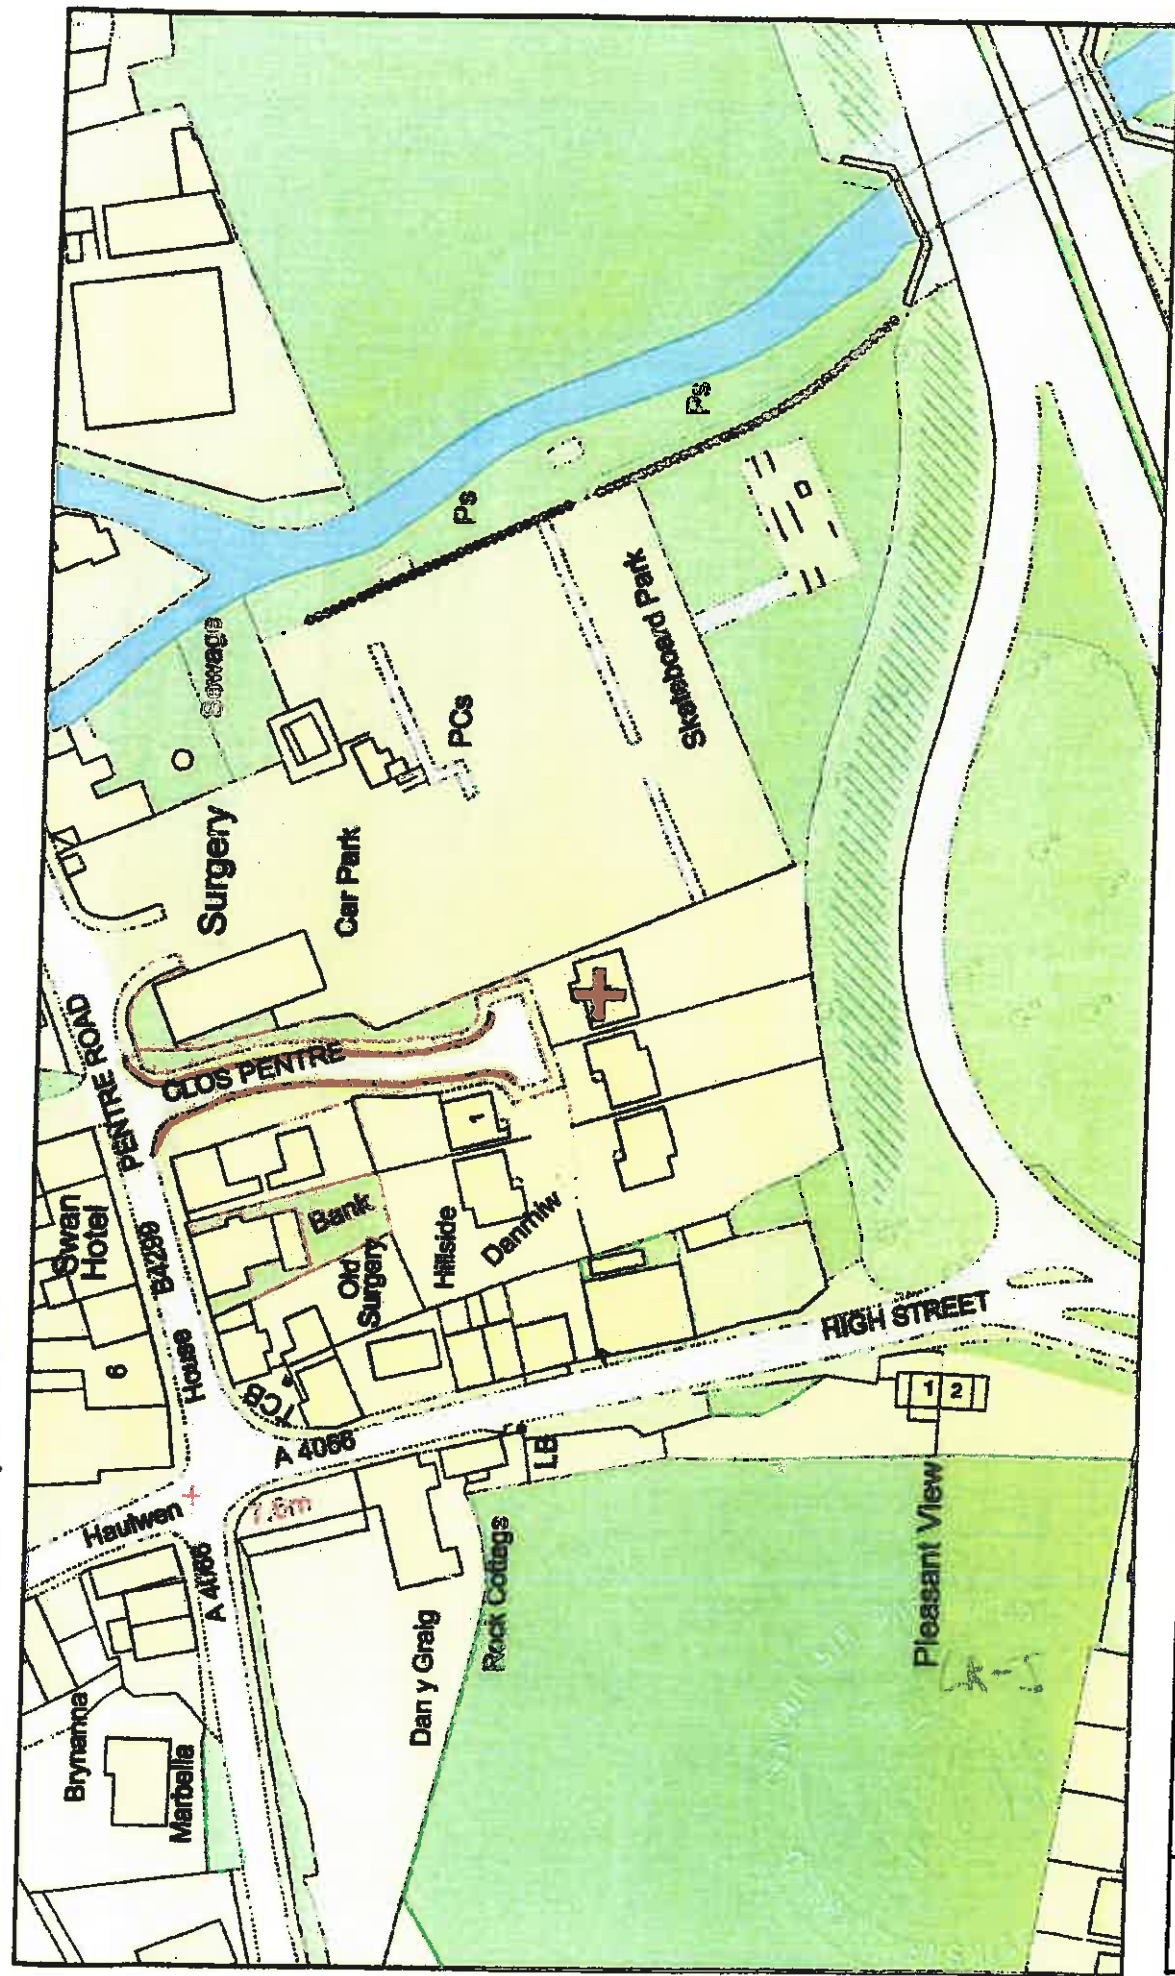 Swan
Hotel
PENTRE ROAD
B4299
House
6
Haulwen
A 4066
Brynanna
Marbella
CLOS PENTRE
Surgery
Sewage
Car Park
PCs
Ps
Ps
Skateboard Park
Bank
Old
Surgery
Hillside
Danrhiw
1
TCB
A 4066
7.6m
LB
HIGH STREET
Dan y Graig
Rock Cottegs
Pleasant View
1
2